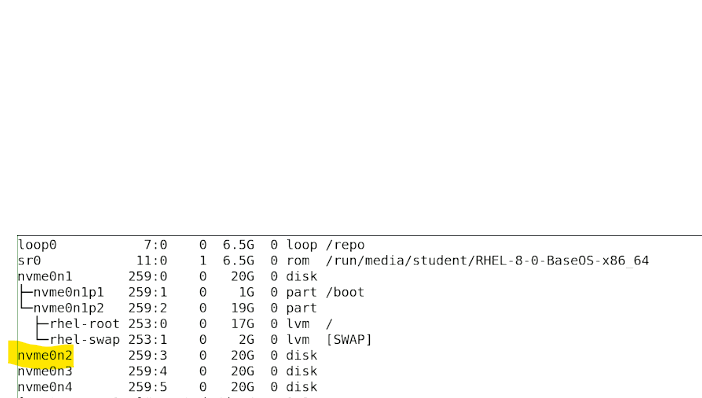 loop0           7:0    0  6.5G  0 loop /repo
sr0            11:0    1  6.5G  0 rom  /run/media/student/RHEL-8-0-BaseOS-x86_64
nvme0n1       259:0    0   20G  0 disk
├─nvme0n1p1   259:1    0    1G  0 part /boot
└─nvme0n1p2   259:2    0   19G  0 part
  ├─rhel-root 253:0    0   17G  0 lvm  /
  └─rhel-swap 253:1    0    2G  0 lvm  [SWAP]
nvme0n2       259:3    0   20G  0 disk
nvme0n3       259:4    0   20G  0 disk
nvme0n4       259:5    0   20G  0 disk